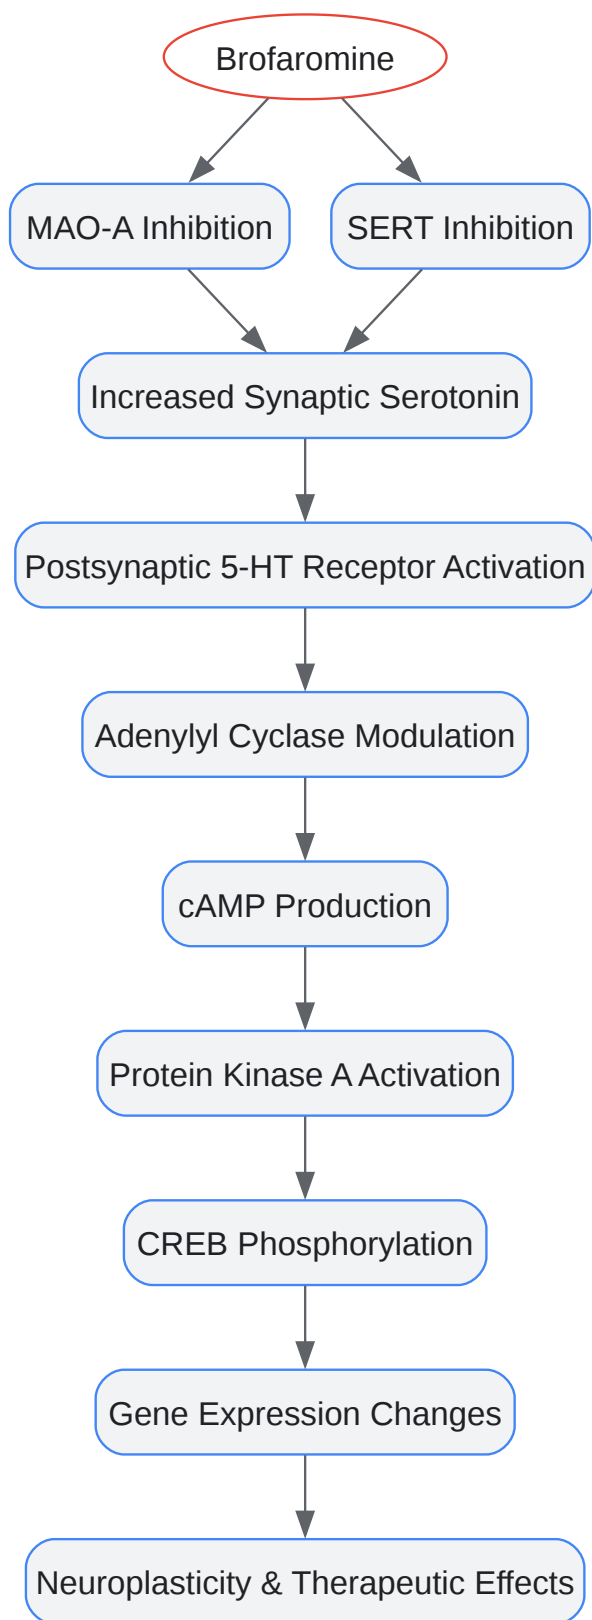 Brofaromine
MAO-A Inhibition
SERT Inhibition
Increased Synaptic Serotonin
Postsynaptic 5-HT Receptor Activation
Adenylyl Cyclase Modulation
cAMP Production
Protein Kinase A Activation
CREB Phosphorylation
Gene Expression Changes
Neuroplasticity & Therapeutic Effects